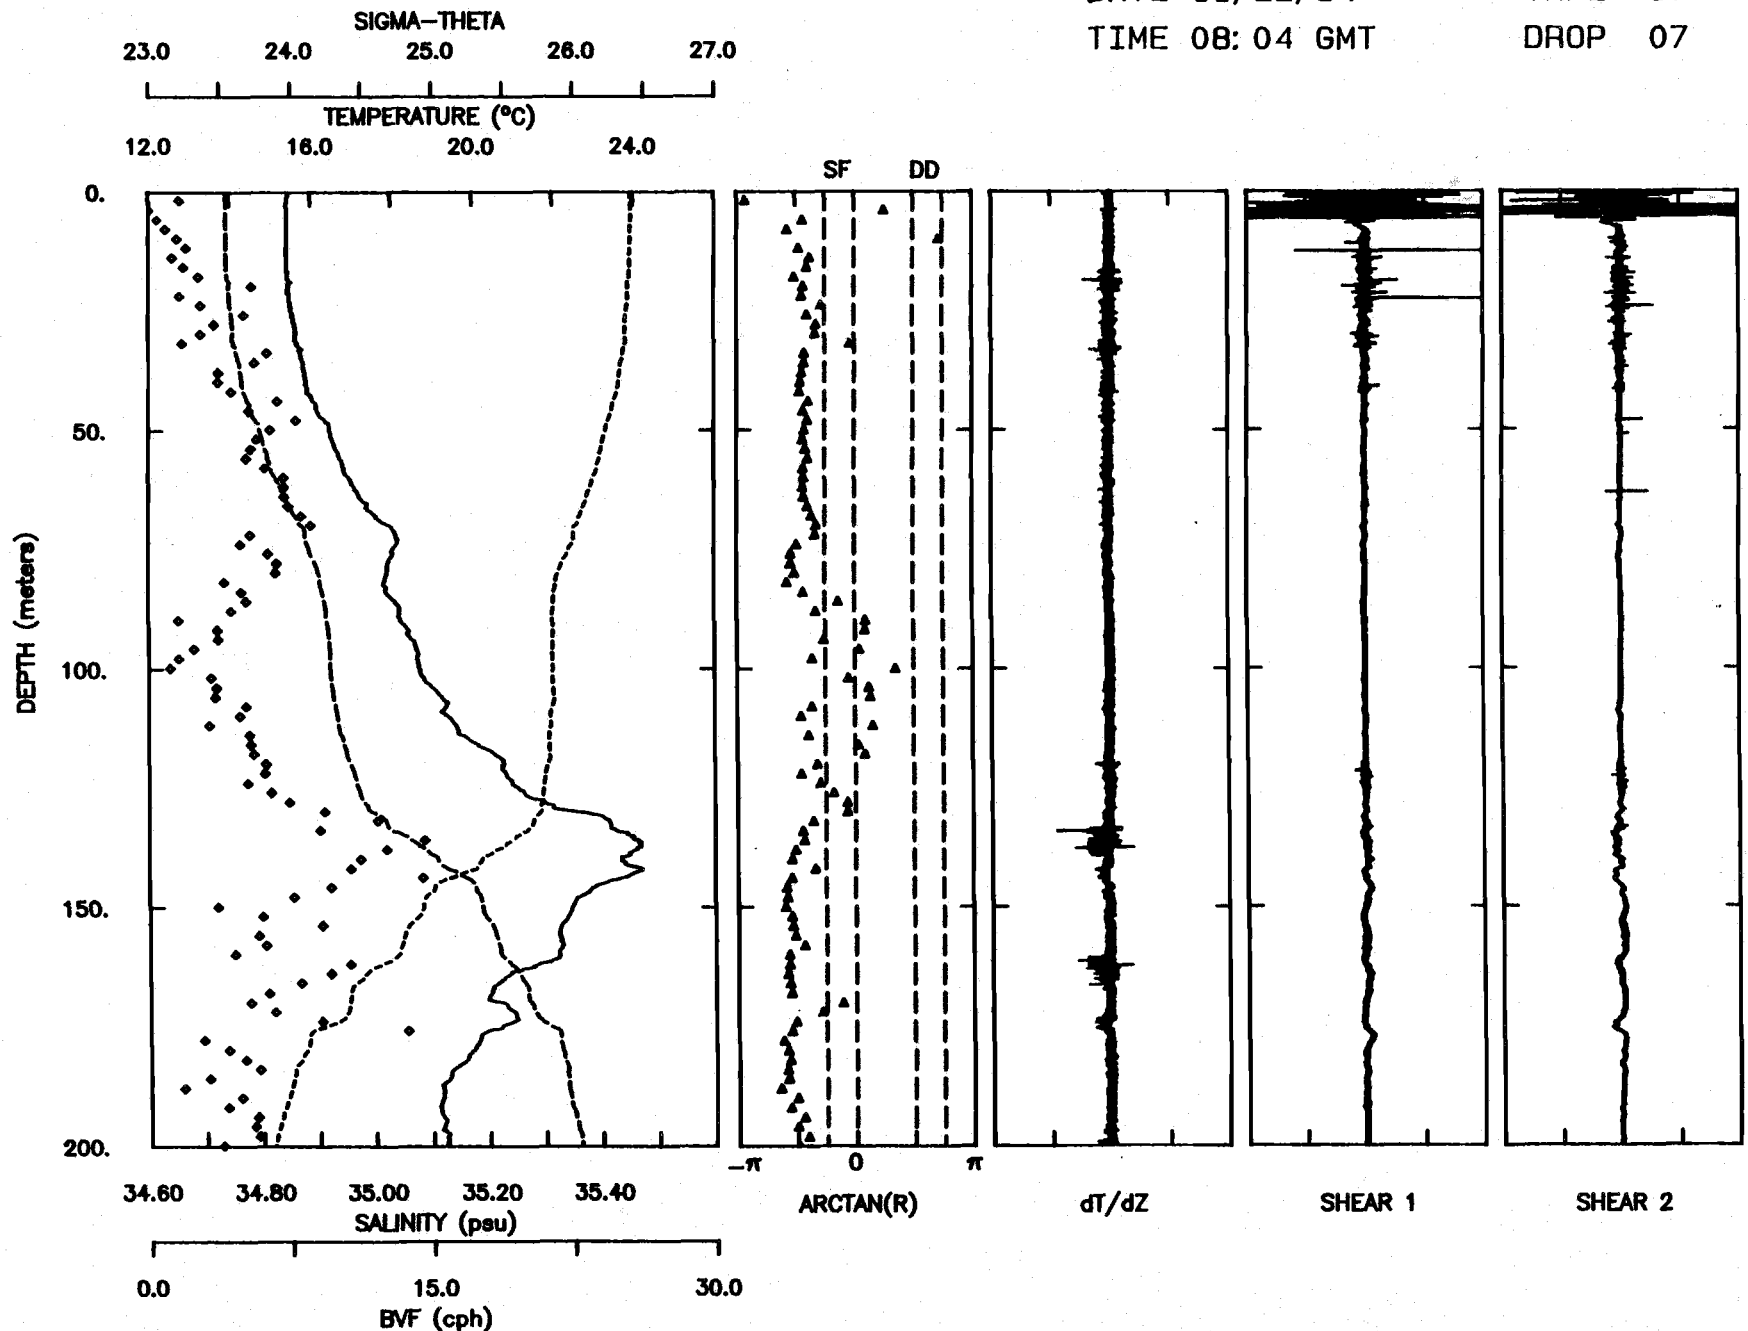 SIGMA-THETA
23.0 24.0 25.0 26.0 27.0
TIME 08:04 GMT DROP 07
TEMPERATURE (°C)
12.0 16.0 20.0 24.0
SF DD
0.
50.
100.
150.
200.
DEPTH (meters)
-π 0 π
34.60 34.80 35.00 35.20 35.40
SALINITY (psu)
ARCTAN(R) dT/dZ SHEAR 1 SHEAR 2
0.0 15.0 30.0
BVF (cph)